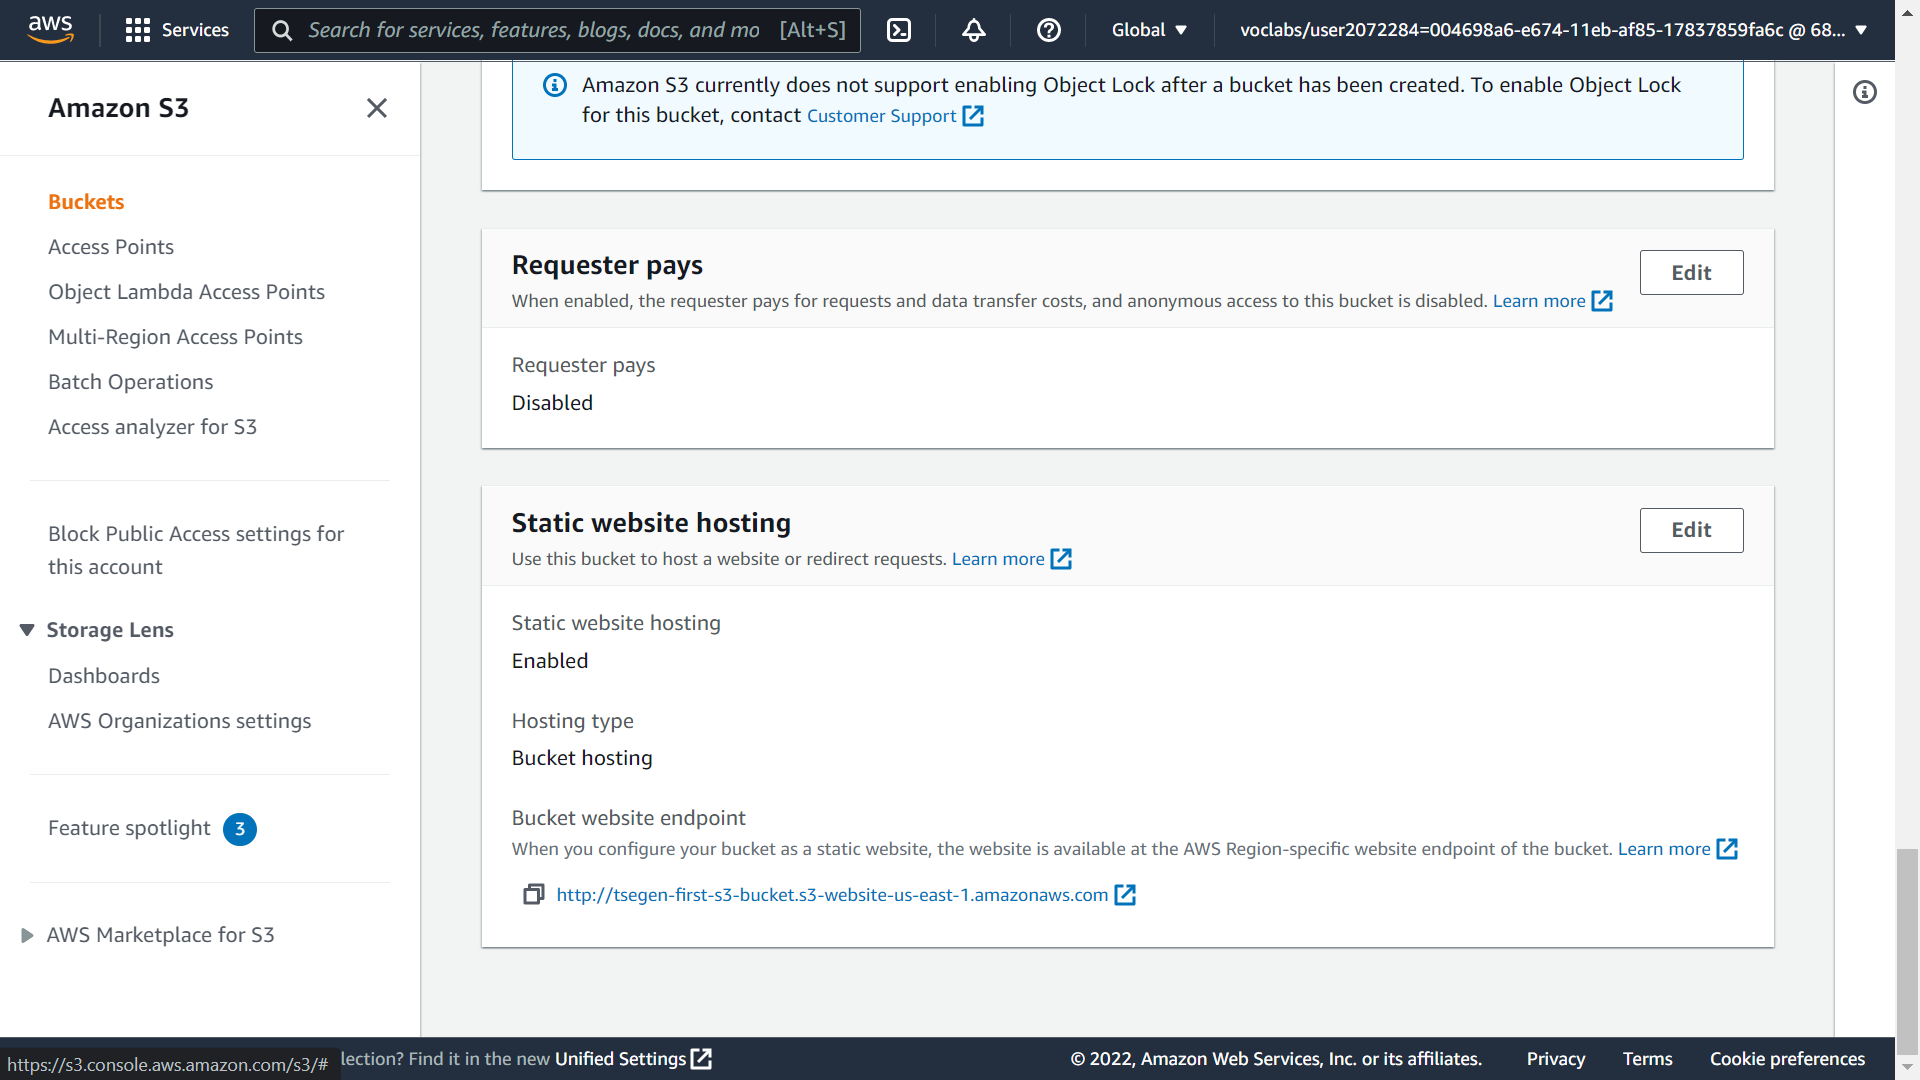 aws
Services
Search for services, features, blogs, docs, and mo [Alt+S]
Global
voclabs/user2072284=004698a6-e674-11eb-af85-17837859fa6c @ 68...
Amazon S3
Buckets
Access Points
Object Lambda Access Points
Multi-Region Access Points
Batch Operations
Access analyzer for S3
Block Public Access settings for
this account
Storage Lens
Dashboards
AWS Organizations settings
Feature spotlight 3
AWS Marketplace for S3
Amazon S3 currently does not support enabling Object Lock after a bucket has been created. To enable Object Lock
for this bucket, contact Customer Support
Requester pays
Edit
When enabled, the requester pays for requests and data transfer costs, and anonymous access to this bucket is disabled. Learn more
Requester pays
Disabled
Static website hosting
Edit
Use this bucket to host a website or redirect requests. Learn more
Static website hosting
Enabled
Hosting type
Bucket hosting
Bucket website endpoint
When you configure your bucket as a static website, the website is available at the AWS Region-specific website endpoint of the bucket. Learn more
http://tsegen-first-s3-bucket.s3-website-us-east-1.amazonaws.com
https://s3.console.aws.amazon.com/s3/#
lection? Find it in the new Unified Settings
© 2022, Amazon Web Services, Inc. or its affiliates.
Privacy
Terms
Cookie preferences